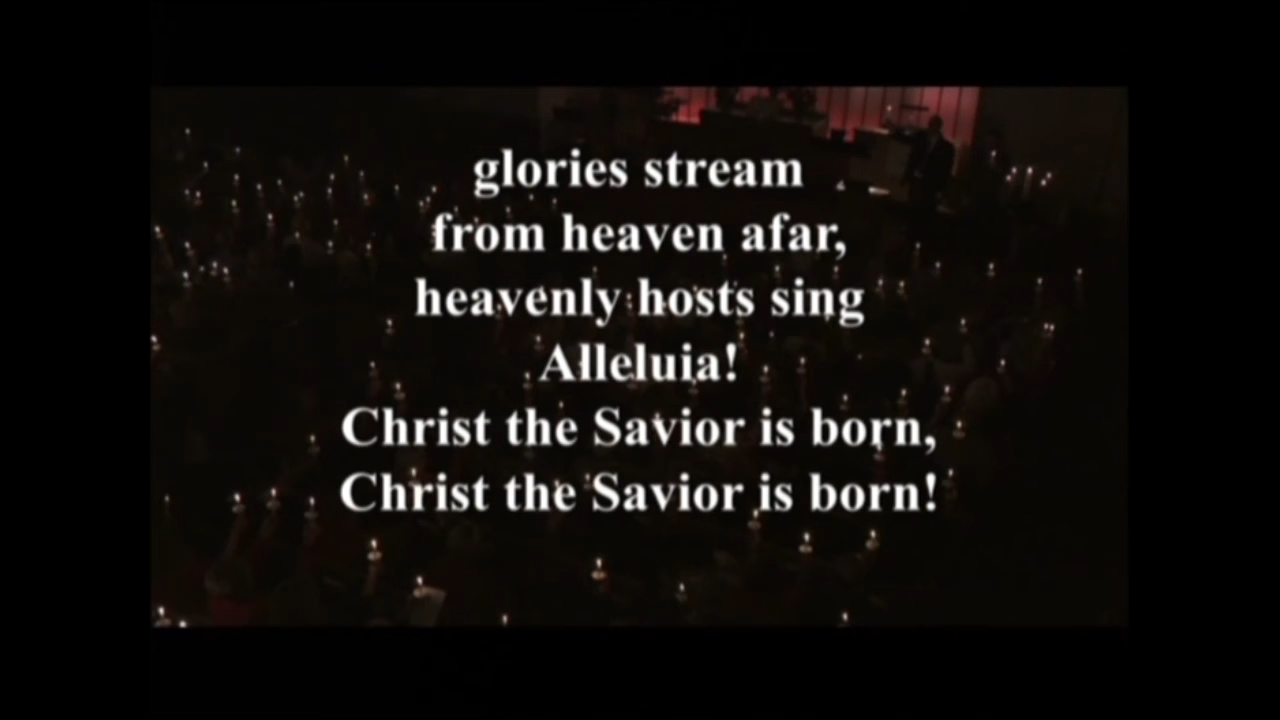 glories stream
from heaven afar,
heavenly hosts sing
Alleluia!
Christ the Savior is born,
Christ the Savior is born!